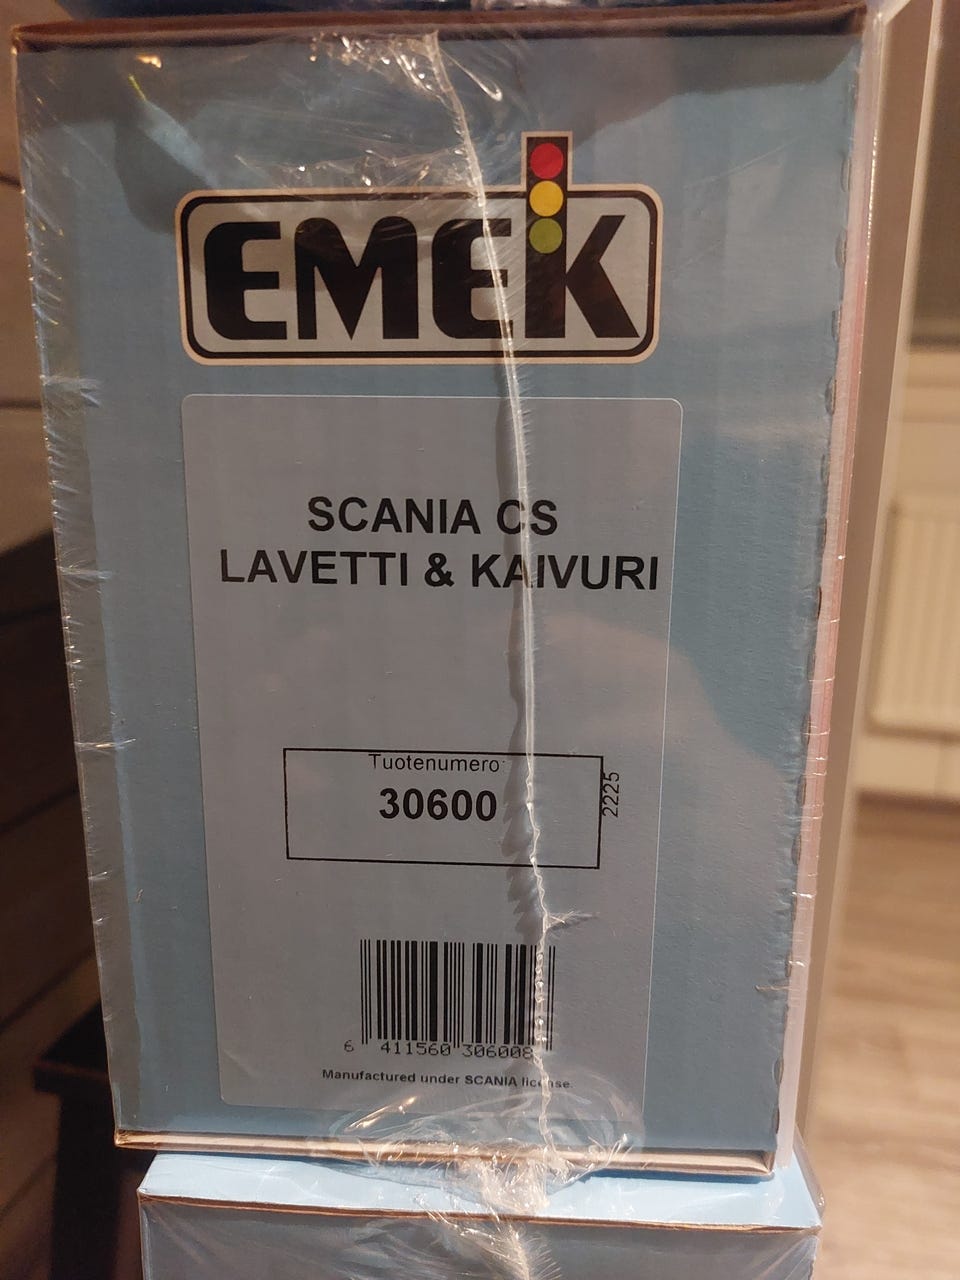 EMEK
SCANIA CS
LAVETTI & KAIVURI
Tuotenumero:
30600
2225
6 411560 306008
Manufactured under SCANIA license.